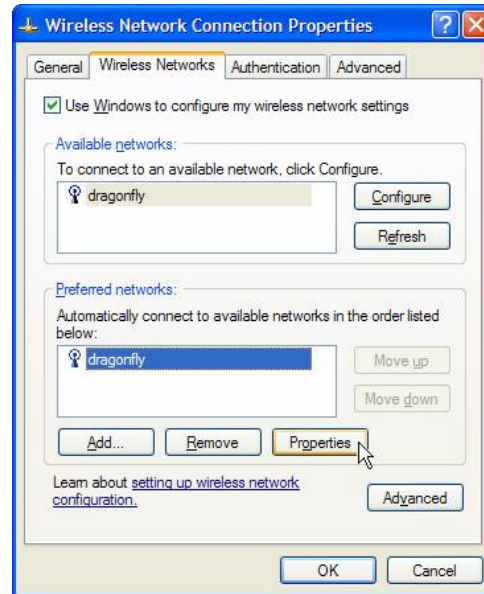 Wireless Network Connection Properties
General Wireless Networks Authentication Advanced
Use Windows to configure my wireless network settings
Available networks:
To connect to an available network, click Configure.
dragonfly
Configure
Refresh
Preferred networks:
Automatically connect to available networks in the order listed
below:
dragonfly
Move up
Move down
Add... Remove Properties
Learn about setting up wireless network
configuration.
Advanced
OK Cancel